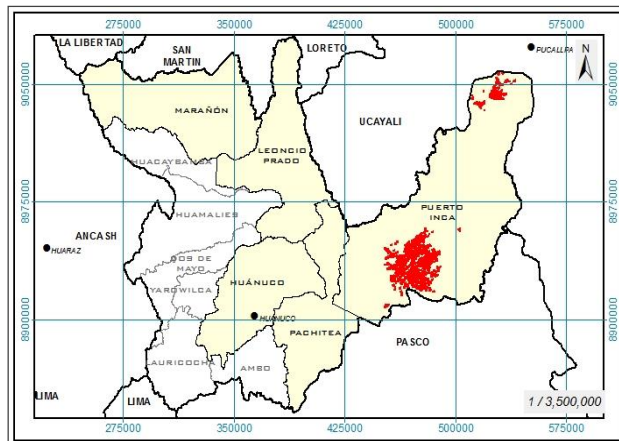 275000 350000 425000 500000 575000
LA LIBERTAD
SAN
MARTIN
LORETO
PUCALLPA
N
9050000
9050000
MARAÑÓN
UCAYALI
LEONCIO
PRADO
HUACAYBAMBA
8975000
8975000
HUAMALIES
PUERTO
INCA
ANCASH
HUARAZ
DOS DE
MAYO
YAROWILCA
HUÁNUCO
8900000
8900000
HUANUCO
PACHITEA
PASCO
LAURICOCHA
AMBO
LIMA
LIMA
1 / 3,500,000
275000 350000 425000 500000 575000